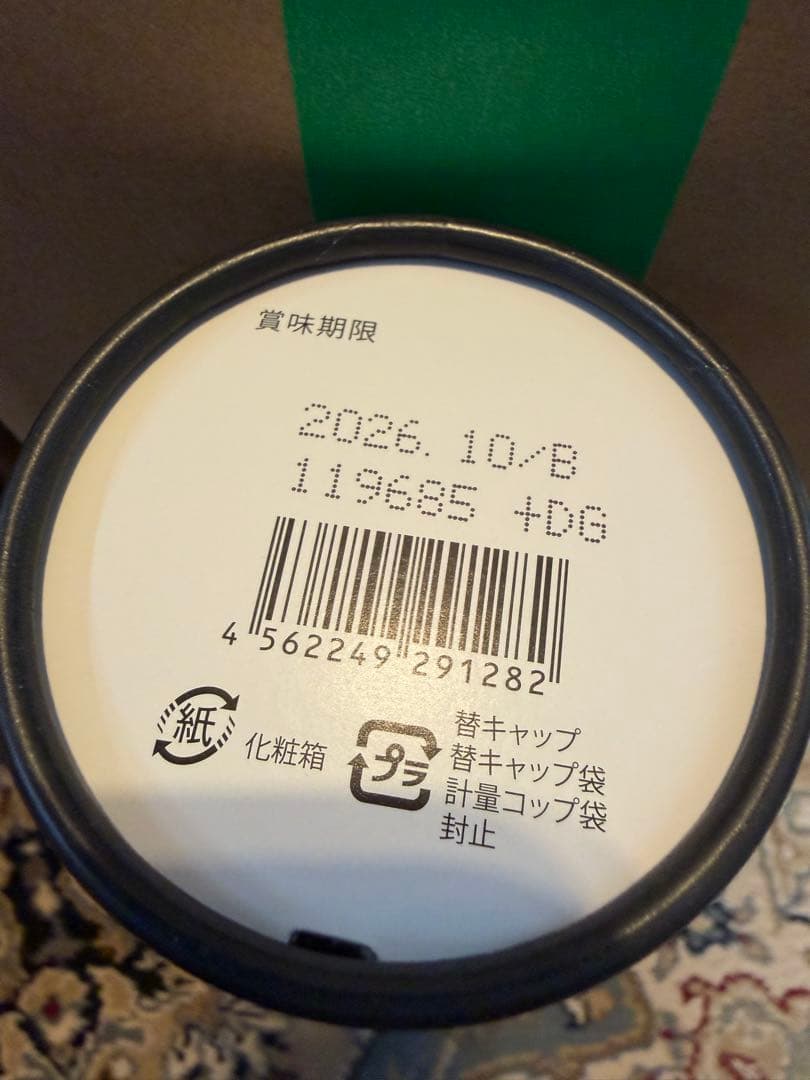 賞味期限
2026.10/B
119685 +DG
4 562249 291282
紙
化粧箱
プラ
替キャップ
替キャップ袋
計量コップ袋
封止